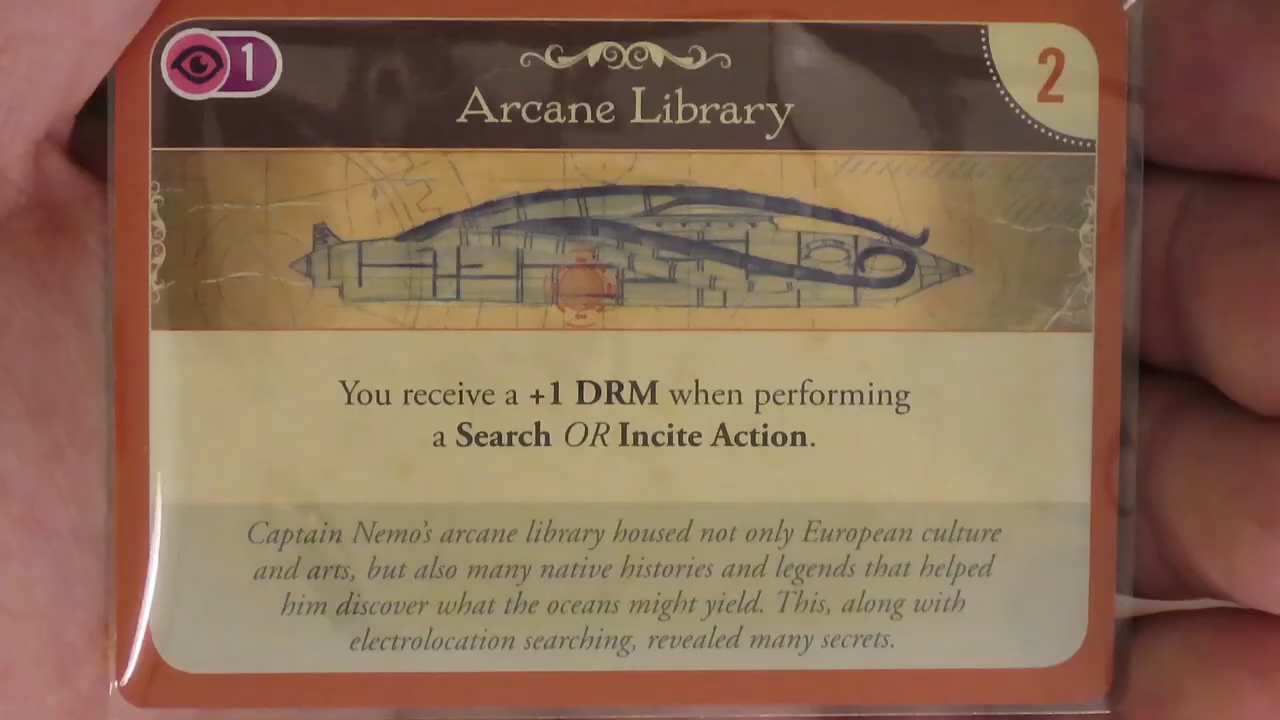 1
2
Arcane Library
You receive a +1 DRM when performing
a Search OR Incite Action.
Captain Nemo's arcane library housed not only European culture
and arts, but also many native histories and legends that helped
him discover what the oceans might yield. This, along with
electrolocation searching, revealed many secrets.